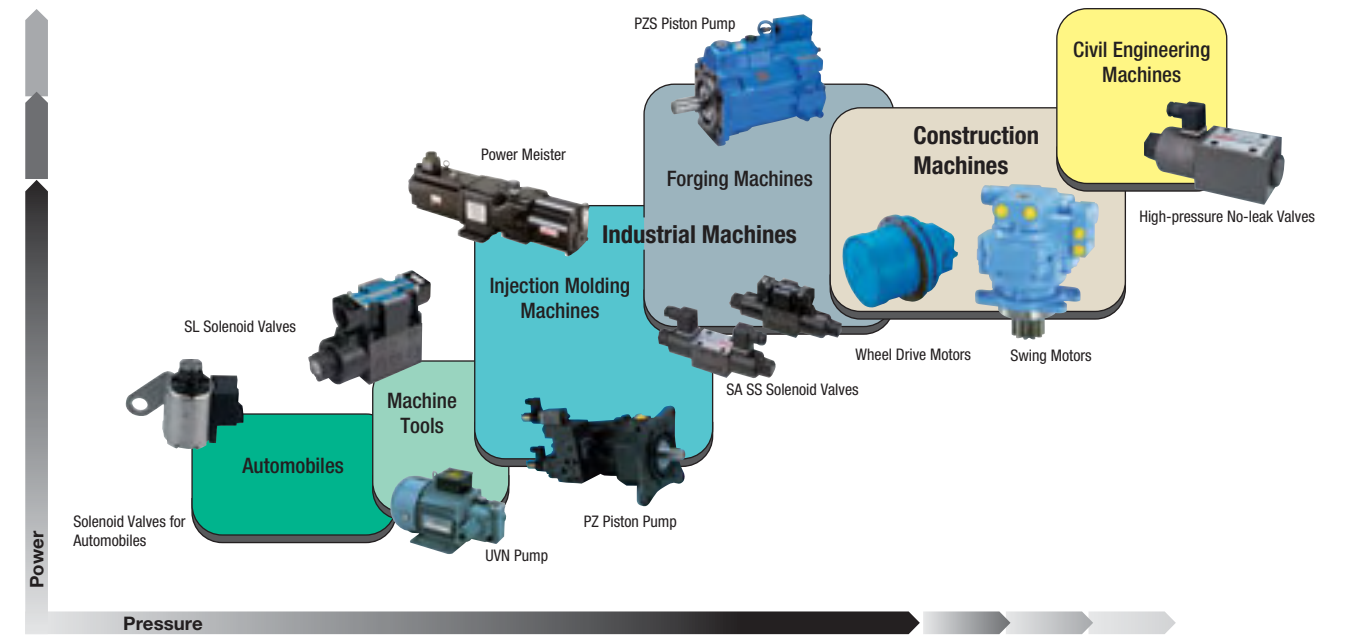 PZS Piston Pump
Civil Engineering
Machines
Construction
Machines
Power Meister
Forging Machines
High-pressure No-leak Valves
Industrial Machines
Injection Molding
Machines
SL Solenoid Valves
Wheel Drive Motors
Swing Motors
SA SS Solenoid Valves
Machine
Tools
Automobiles
Solenoid Valves for
Automobiles
PZ Piston Pump
UVN Pump
Power
Pressure